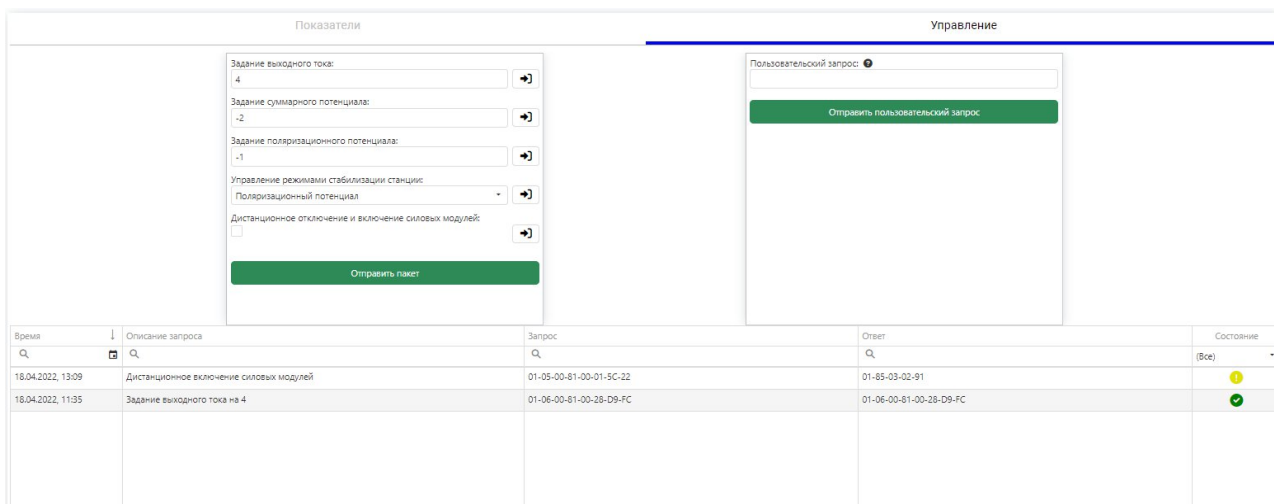 Показатели
Управление
Задание выходного тока:
4
Задание суммарного потенциала:
-2
Задание поляризационного потенциала:
-1
Управление режимами стабилизации станции:
Поляризационный потенциал
Дистанционное отключение и включение силовых модулей:
Отправить пакет
Пользовательский запрос:
Отправить пользовательский запрос
Время Описание запроса Запрос Ответ Состояние
(Все)
18.04.2022, 13:09 Дистанционное включение силовых модулей 01-05-00-81-00-01-5C-22 01-85-03-02-91
18.04.2022, 11:35 Задание выходного тока на 4 01-06-00-81-00-28-D9-FC 01-06-00-81-00-28-D9-FC